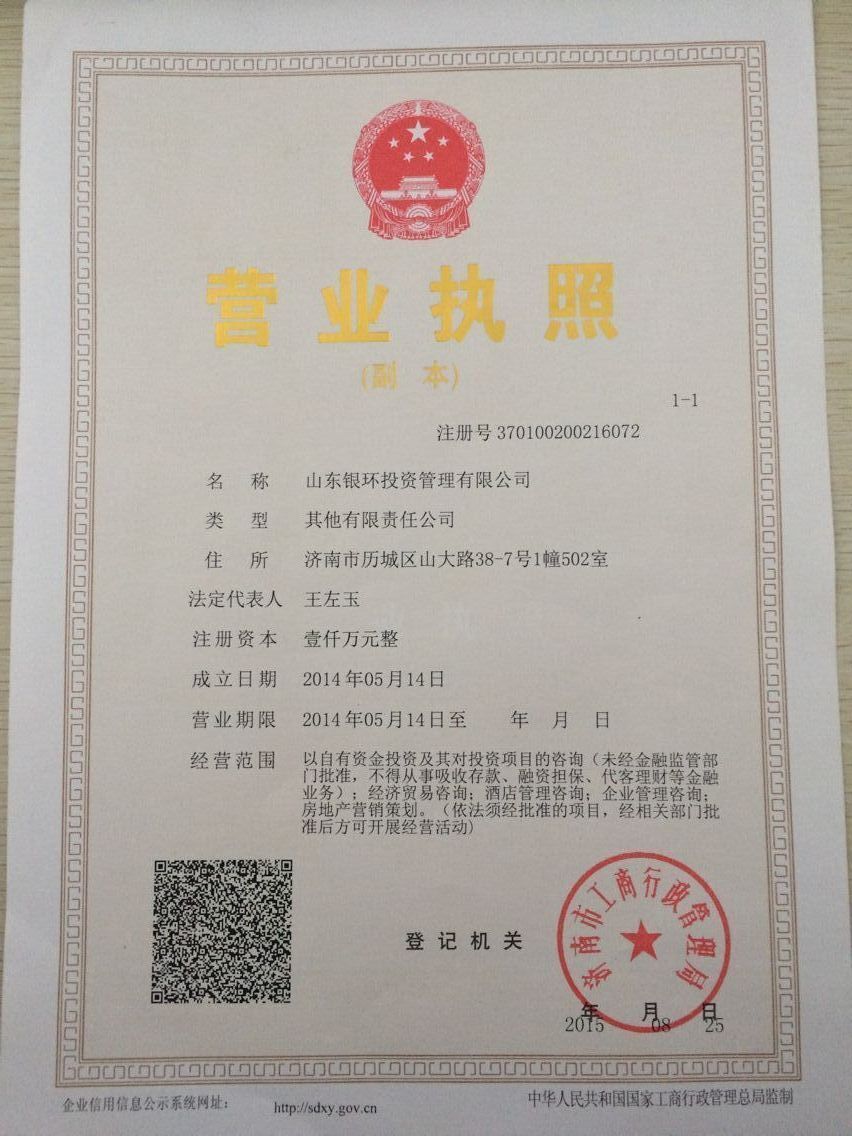 营业执照
(副 本)
1-1
注册号 370100200216072
名 称 山东银环投资管理有限公司
类 型 其他有限责任公司
住 所 济南市历城区山大路38-7号1幢502室
法定代表人 王左玉
注册资本 壹仟万元整
成立日期 2014年05月14日
营业期限 2014年05月14日至 年 月 日
经营范围 以自有资金投资及其对投资项目的咨询（未经金融监管部
门批准，不得从事吸收存款、融资担保、代客理财等金融
业务）；经济贸易咨询；酒店管理咨询；企业管理咨询；
房地产营销策划。（依法须经批准的项目，经相关部门批
准后方可开展经营活动）
济南市工商行政管理局
登记机关
年 月 日
2015 08 25
企业信用信息公示系统网址： http://sdxy.gov.cn
中华人民共和国国家工商行政管理总局监制